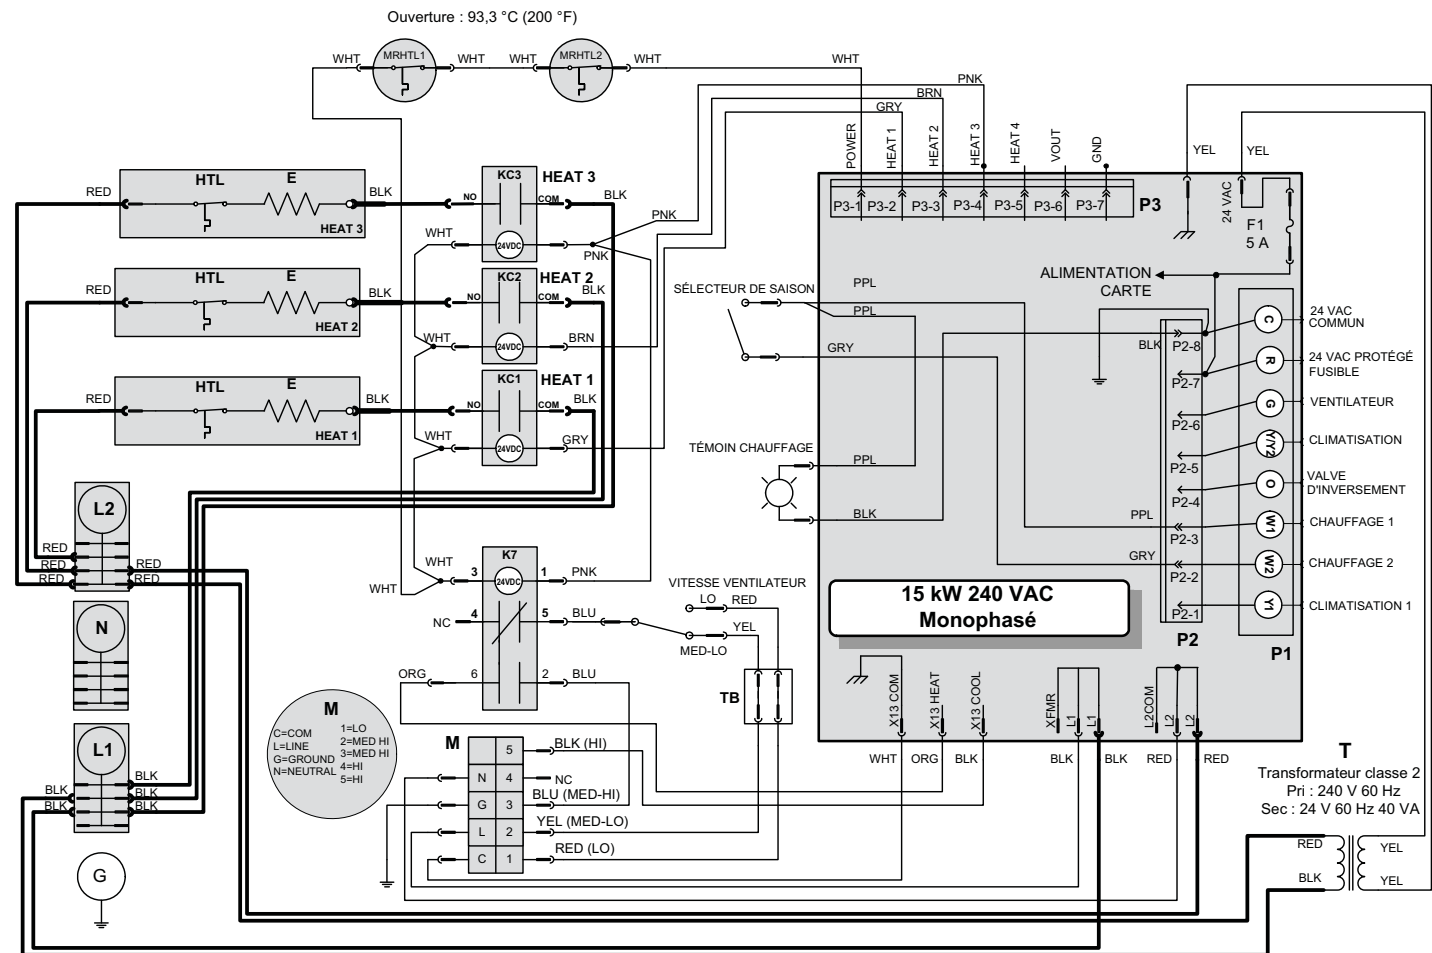 Ouverture : 93,3 °C (200 °F)
WHT MRHTL1 WHT WHT MRHTL2 WHT WHT
PNK
BRN
GRY
POWER HEAT 1 HEAT 2 HEAT 3 HEAT 4 VOUT GND
YEL YEL
P3-1 P3-2 P3-3 P3-4 P3-5 P3-6 P3-7 P3
24 VAC
F1
5 A
RED HTL E BLK
HEAT 3
KC3 HEAT 3
NO COM BLK
WHT 24VDC PNK
PNK
RED HTL E BLK
HEAT 2
KC2 HEAT 2
NO COM BLK
WHT 24VDC BRN
RED HTL E BLK
HEAT 1
KC1 HEAT 1
NO COM BLK
WHT 24VDC GRY
SÉLECTEUR DE SAISON
PPL
PPL
GRY
ALIMENTATION
CARTE
TÉMOIN CHAUFFAGE
PPL
BLK
BLK P2-8
P2-7
P2-6
P2-5
P2-4
PPL P2-3
GRY P2-2
P2-1
P2
C 24 VAC
COMMUN
R 24 VAC PROTÉGÉ
FUSIBLE
G VENTILATEUR
Y/Y2 CLIMATISATION
O VALVE
D'INVERSEMENT
W1 CHAUFFAGE 1
W2 CHAUFFAGE 2
Y1 CLIMATISATION 1
P1
15 kW 240 VAC
Monophasé
L2
RED
RED RED
RED RED
N
L1
BLK
BLK BLK
BLK BLK
G
K7
WHT 3 24VDC 1 PNK
WHT
NC 4 5 BLU
ORG 6 2 BLU
VITESSE VENTILATEUR
LO RED
YEL
MED-LO
TB
M
C=COM
L=LINE
G=GROUND
N=NEUTRAL
1=LO
2=MED HI
3=MED HI
4=HI
5=HI
M
5 BLK (HI)
N 4 NC
G 3 BLU (MED-HI)
L 2 YEL (MED-LO)
C 1 RED (LO)
X13 COM X13 HEAT X13 COOL XFMR L1 L1 L2COM L2 L2
WHT ORG BLK BLK BLK RED RED
T
Transformateur classe 2
Pri : 240 V 60 Hz
Sec : 24 V 60 Hz 40 VA
RED YEL
BLK YEL